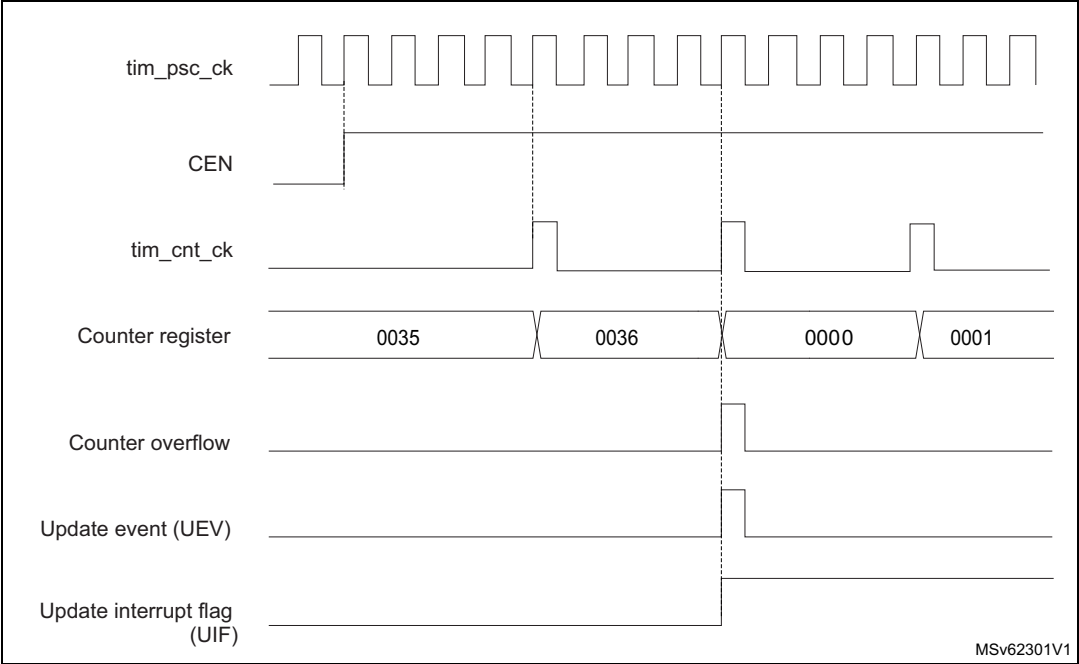 tim_psc_ck
CEN
tim_cnt_ck
Counter register
0035
0036
0000
0001
Counter overflow
Update event (UEV)
Update interrupt flag
(UIF)
MSv62301V1